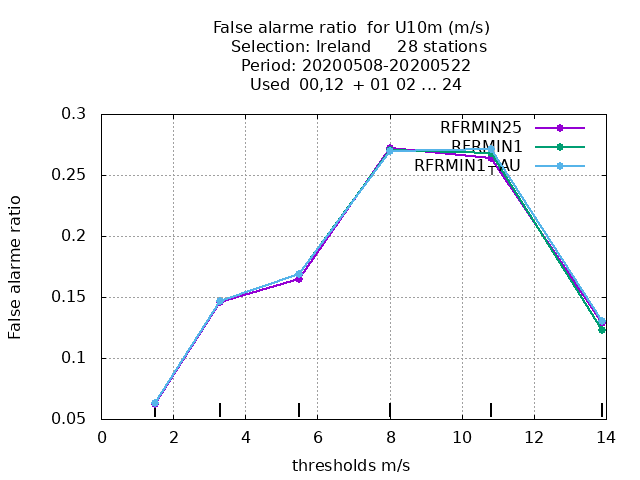 False alarme ratio  for U10m (m/s)
Selection: Ireland     28 stations
Period: 20200508-20200522
Used  00,12  + 01 02 ... 24
RFRMIN25
RFRMIN1
RFRMIN1TAU
False alarme ratio
0.3
0.25
0.2
0.15
0.1
0.05
0 2 4 6 8 10 12 14
thresholds m/s